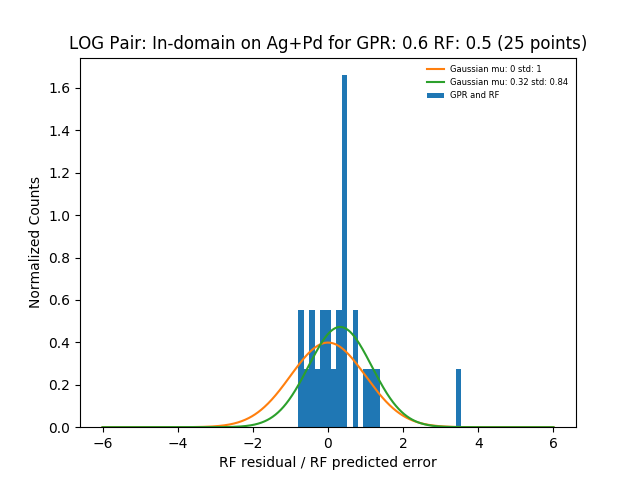 LOG Pair: In-domain on Ag+Pd for GPR: 0.6 RF: 0.5 (25 points)
Gaussian mu: 0 std: 1
Gaussian mu: 0.32 std: 0.84
GPR and RF
Normalized Counts
1.6
1.4
1.2
1.0
0.8
0.6
0.4
0.2
0.0
−6 −4 −2 0 2 4 6
RF residual / RF predicted error